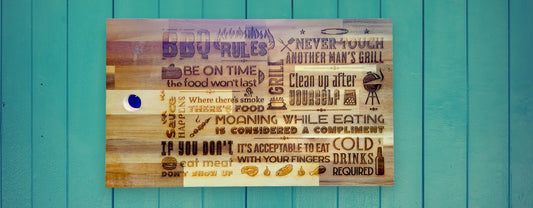 BBQ RULES
NEVER TOUCH
ANOTHER MAN'S GRILL
BE ON TIME
the food won't last
GRILL
Clean up after
yourself
Sauce
HAPPENS
Where there's smoke
THERE'S FOOD
MOANING WHILE EATING
IS CONSIDERED A COMPLIMENT
IF YOU DON'T
eat meat
DON'T SHOW UP
IT'S ACCEPTABLE TO EAT
WITH YOUR FINGERS
COLD
DRINKS
REQUIRED